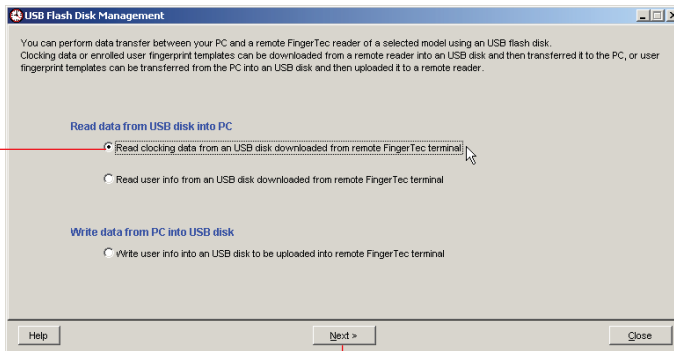 USB Flash Disk Management
You can perform data transfer between your PC and a remote FingerTec reader of a selected model using an USB flash disk.
Clocking data or enrolled user fingerprint templates can be downloaded from a remote reader into an USB disk and then transferred it to the PC, or user
fingerprint templates can be transferred from the PC into an USB disk and then uploaded it to a remote reader.
Read data from USB disk into PC
Read clocking data from an USB disk downloaded from remote FingerTec terminal
Read user info from an USB disk downloaded from remote FingerTec terminal
Write data from PC into USB disk
Write user info into an USB disk to be uploaded into remote FingerTec terminal
Help
Next »
Close